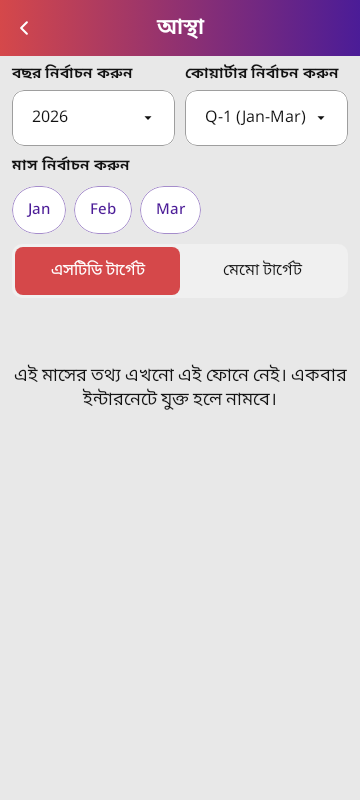 আস্থা
বছর নির্বাচন করুন
কোয়ার্টার নির্বাচন করুন
2026
Q-1 (Jan-Mar)
মাস নির্বাচন করুন
Jan
Feb
Mar
এসটিডি টার্গেট
মেমো টার্গেট
এই মাসের তথ্য এখনো এই ফোনে নেই। একবার
ইন্টারনেটে যুক্ত হলে নামবে।